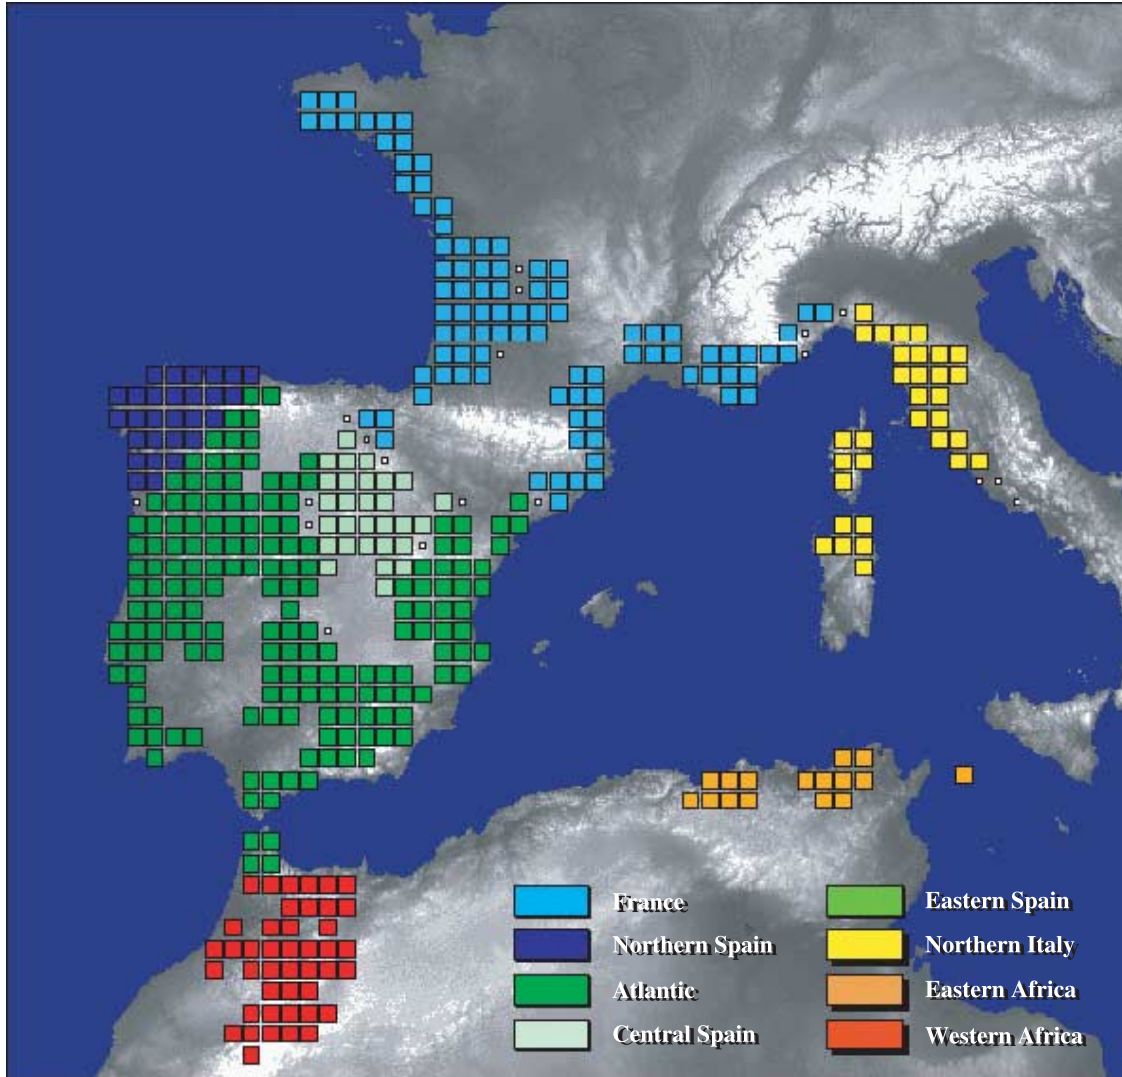 France
Northern Spain
Atlantic
Central Spain
Eastern Spain
Northern Italy
Eastern Africa
Western Africa